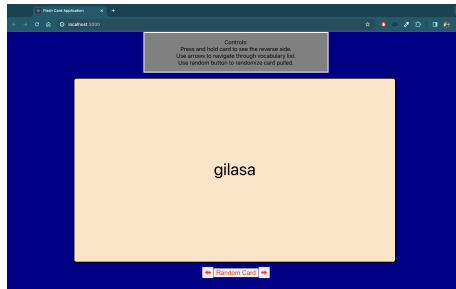 Flash Card Application
localhost:5000
Controls:
Press and hold card to see the reverse side.
Use arrows to navigate through vocabulary list.
Use random button to randomize card pulled.
gilasa
Random Card